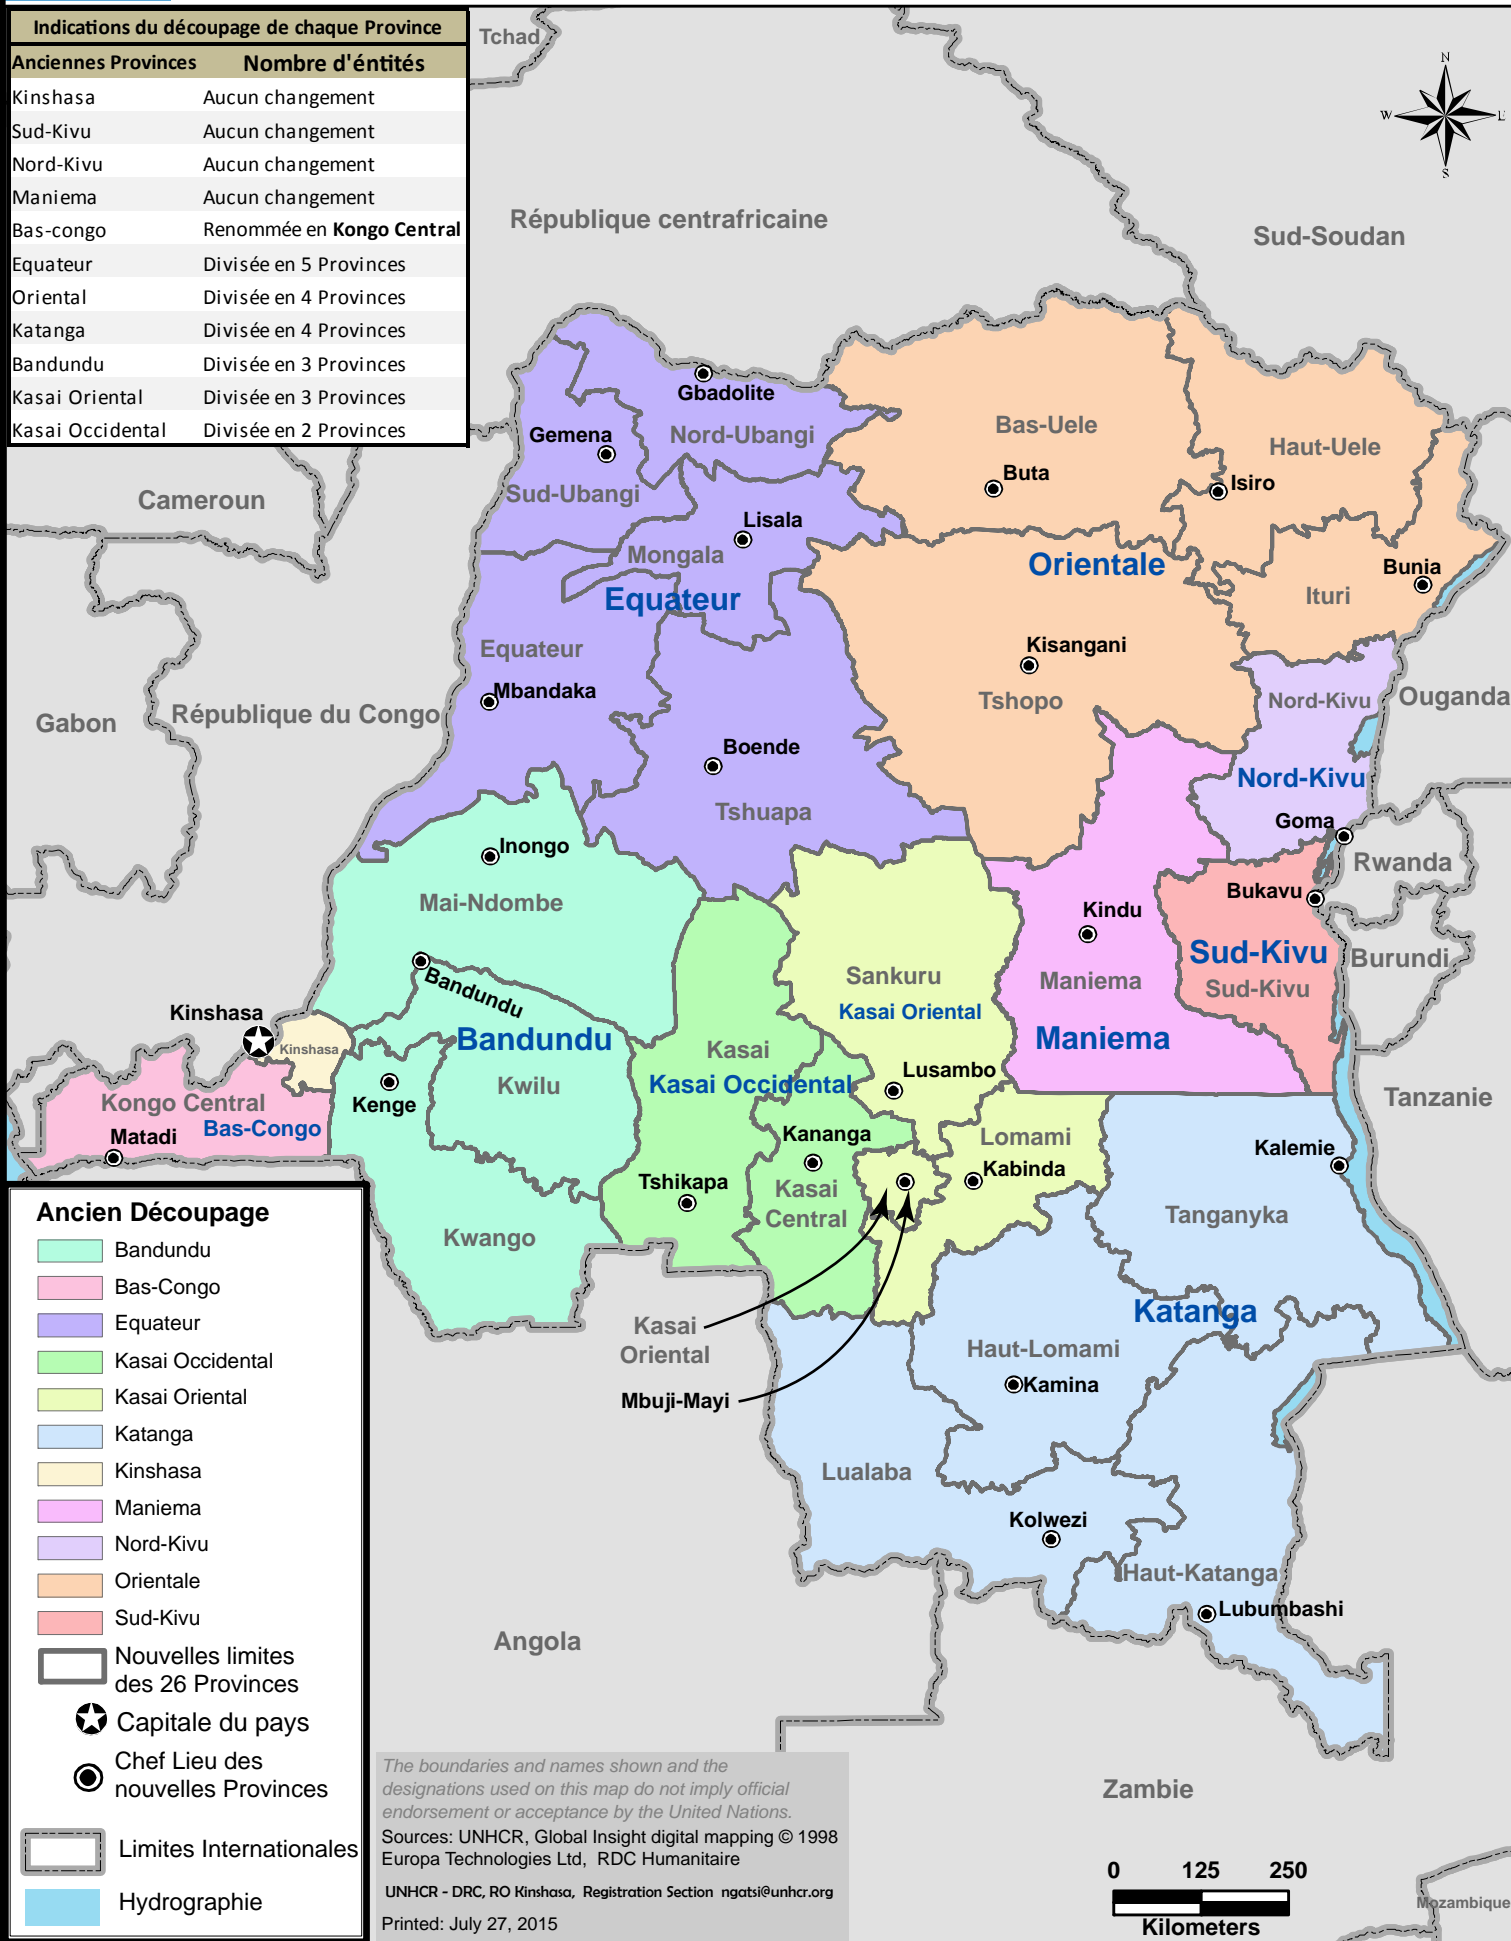 Indications du découpage de chaque Province
Anciennes Provinces Nombre d'éntités
Kinshasa Aucun changement
Sud-Kivu Aucun changement
Nord-Kivu Aucun changement
Maniema Aucun changement
Bas-congo Renommée en Kongo Central
Equateur Divisée en 5 Provinces
Oriental Divisée en 4 Provinces
Katanga Divisée en 4 Provinces
Bandundu Divisée en 3 Provinces
Kasai Oriental Divisée en 3 Provinces
Kasai Occidental Divisée en 2 Provinces
Tchad
N
W E
S
République centrafricaine
Sud-Soudan
Gbadolite
Nord-Ubangi
Gemena
Sud-Ubangi
Bas-Uele
Haut-Uele
Buta
Isiro
Cameroun
Lisala
Mongala
Orientale
Bunia
Ituri
Equateur
Equateur
Mbandaka
Kisangani
Tshopo
Nord-Kivu
Ouganda
Gabon
République du Congo
Boende
Tshuapa
Nord-Kivu
Goma
Inongo
Rwanda
Mai-Ndombe
Bukavu
Kindu
Bandundu
Sankuru
Kasai Oriental
Maniema
Sud-Kivu
Sud-Kivu
Burundi
Kinshasa
Kinshasa
Bandundu
Kasai
Kasai Occidental
Maniema
Kwilu
Lusambo
Kenge
Kongo Central
Bas-Congo
Matadi
Tanzanie
Kananga
Lomami
Kabinda
Kalemie
Tshikapa
Kasai
Central
Tanganyika
Kwango
Kasai
Oriental
Katanga
Haut-Lomami
Kamina
Mbuji-Mayi
Lualaba
Kolwezi
Haut-Katanga
Lubumbashi
Angola
Zambie
Mozambique
Ancien Découpage
Bandundu
Bas-Congo
Equateur
Kasai Occidental
Kasai Oriental
Katanga
Kinshasa
Maniema
Nord-Kivu
Orientale
Sud-Kivu
Nouvelles limites
des 26 Provinces
Capitale du pays
Chef Lieu des
nouvelles Provinces
Limites Internationales
Hydrographie
The boundaries and names shown and the
designations used on this map do not imply official
endorsement or acceptance by the United Nations.
Sources: UNHCR, Global Insight digital mapping © 1998
Europa Technologies Ltd, RDC Humanitaire
UNHCR - DRC, RO Kinshasa, Registration Section ngatsi@unhcr.org
Printed: July 27, 2015
0 125 250
Kilometers